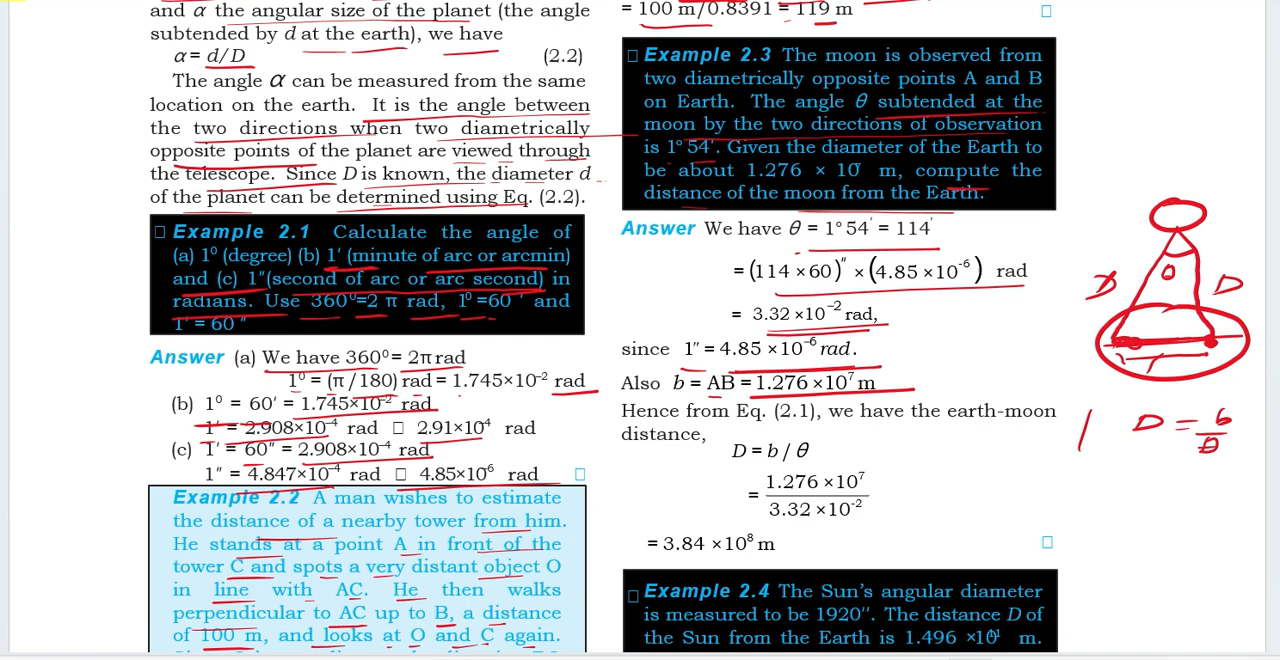 and α the angular size of the planet (the angle
subtended by d at the earth), we have
α = d/D (2.2)
The angle α can be measured from the same
location on the earth. It is the angle between
the two directions when two diametrically
opposite points of the planet are viewed through
the telescope. Since D is known, the diameter d
of the planet can be determined using Eq. (2.2).
Example 2.1 Calculate the angle of
(a) 1⁰ (degree) (b) 1′ (minute of arc or arcmin)
and (c) 1″(second of arc or arc second) in
radians. Use 360⁰=2 π rad, 1⁰ =60′ and
1′ = 60 ″
Answer (a) We have 360⁰= 2π rad
1⁰ = (π /180) rad = 1.745×10⁻² rad
(b) 1⁰ = 60′ = 1.745×10⁻² rad
1′ = 2.908×10⁻⁴ rad □ 2.91×10⁴ rad
(c) 1′ = 60″ = 2.908×10⁻⁴ rad
1″ = 4.847×10⁻⁴ rad □ 4.85×10⁶ rad
Example 2.2 A man wishes to estimate
the distance of a nearby tower from him.
He stands at a point A in front of the
tower C and spots a very distant object O
in line with AC. He then walks
perpendicular to AC up to B, a distance
of 100 m, and looks at O and C again.
= 100 m/0.8391 = 119 m
Example 2.3 The moon is observed from
two diametrically opposite points A and B
on Earth. The angle θ subtended at the
moon by the two directions of observation
is 1° 54′. Given the diameter of the Earth to
be about 1.276 × 10⁷ m, compute the
distance of the moon from the Earth.
Answer We have θ = 1° 54′ = 114′
= (114 ×60)″ × (4.85 ×10⁻⁶) rad
= 3.32 ×10⁻² rad,
since 1″ = 4.85 ×10⁻⁶ rad.
Also b = AB = 1.276 ×10⁷ m
Hence from Eq. (2.1), we have the earth-moon
distance,
D = b / θ
= 1.276 ×10⁷
3.32 ×10⁻²
= 3.84 ×10⁸ m
Example 2.4 The Sun's angular diameter
is measured to be 1920″. The distance D of
the Sun from the Earth is 1.496 ×10¹¹ m.
θ
D D
D = b
θ